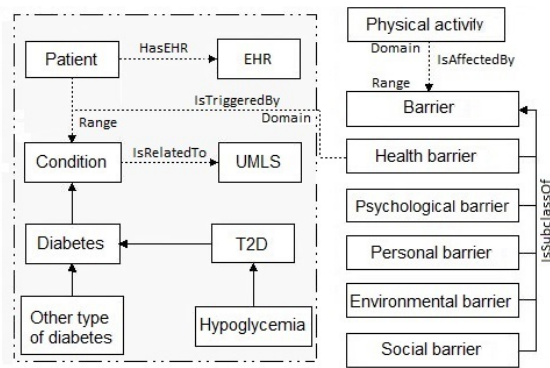 Physical activity
Domain
IsAffectedBy
Range
Barrier
Patient
HasEHR
EHR
IsTriggeredBy
Domain
Range
Condition
IsRelatedTo
UMLS
Health barrier
Psychological barrier
Personal barrier
Environmental barrier
Social barrier
IsSubclassOf
Diabetes
T2D
Other type
of diabetes
Hypoglycemia